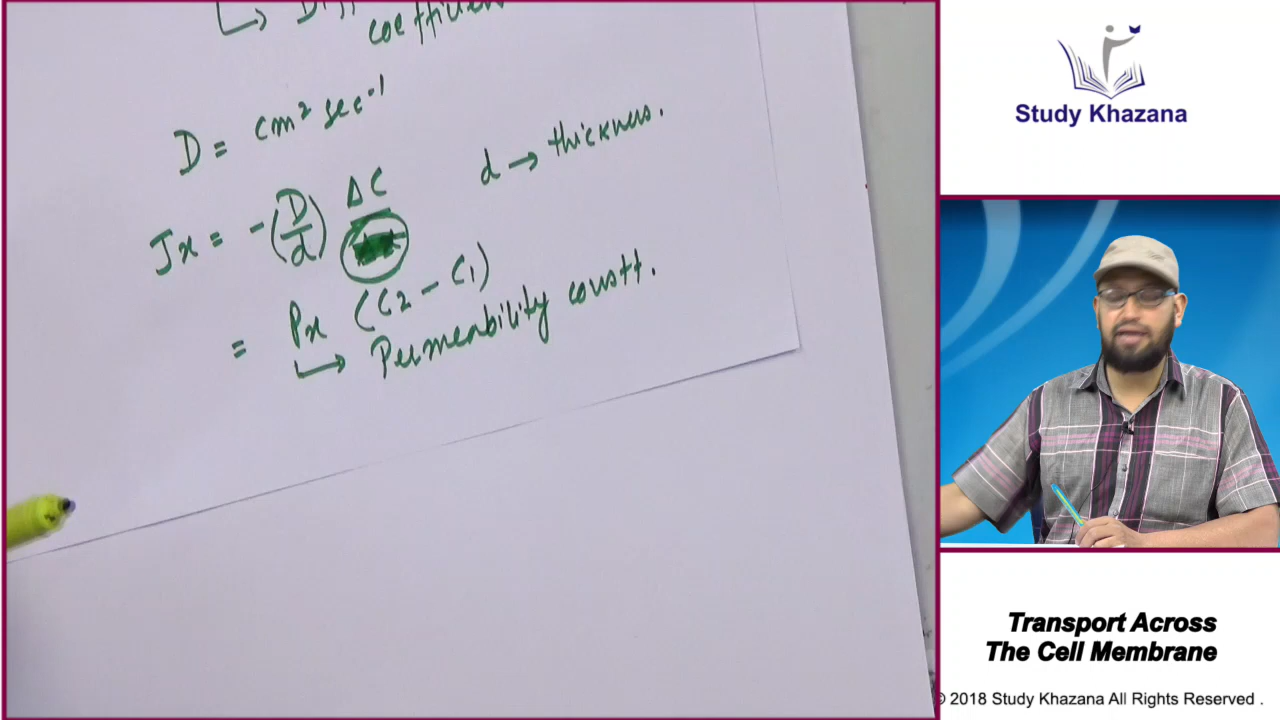 coefficien
D = cm² sec⁻¹
d → thickness.
Jx = -(D/d) ΔC
= Px (C2 - C1)
↳ Permeability constt.
Study Khazana
Transport Across
The Cell Membrane
© 2018 Study Khazana All Rights Reserved .